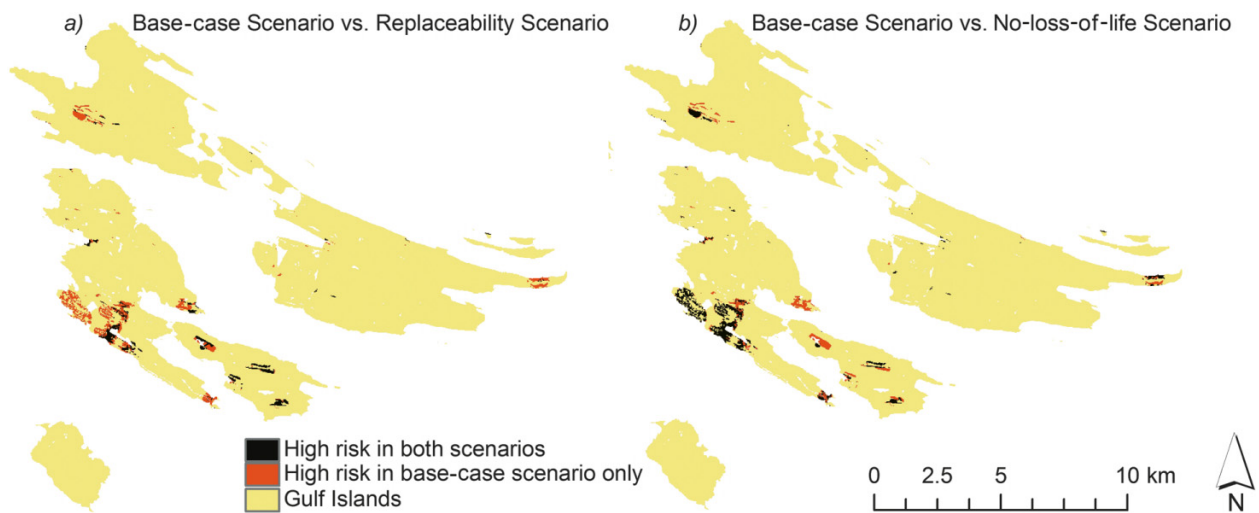 a) Base-case Scenario vs. Replaceability Scenario
b) Base-case Scenario vs. No-loss-of-life Scenario
High risk in both scenarios
High risk in base-case scenario only
Gulf Islands
0 2.5 5 10 km
N